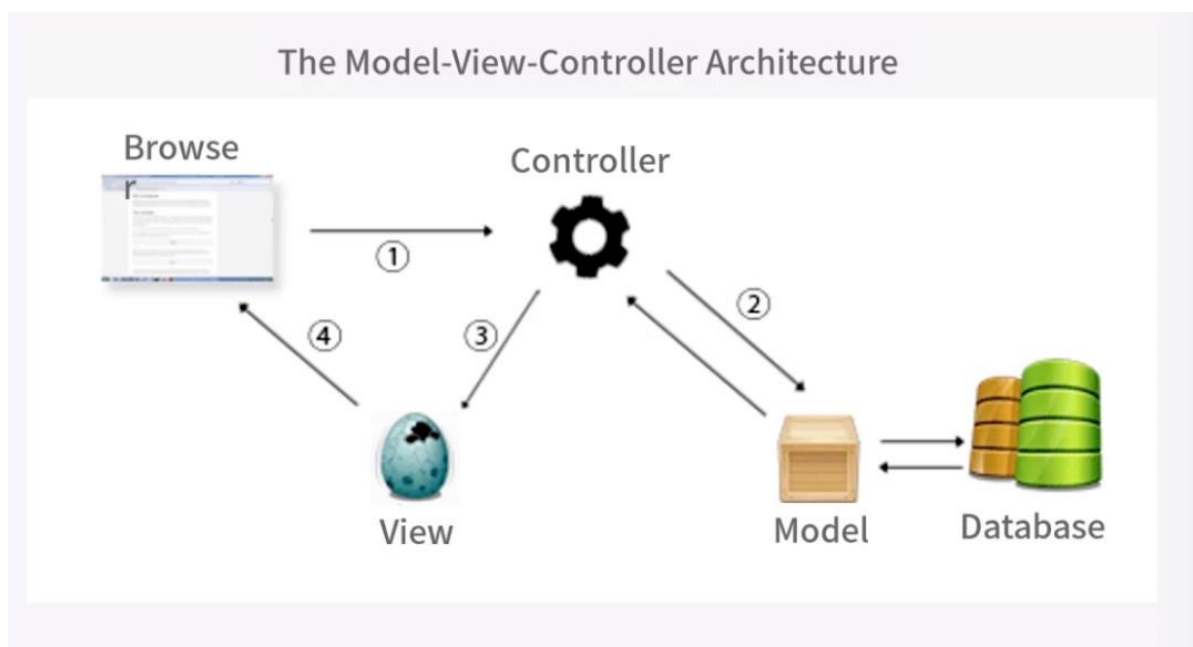 The Model-View-Controller Architecture
Browse
r
Controller
①
②
④
③
View
Model
Database